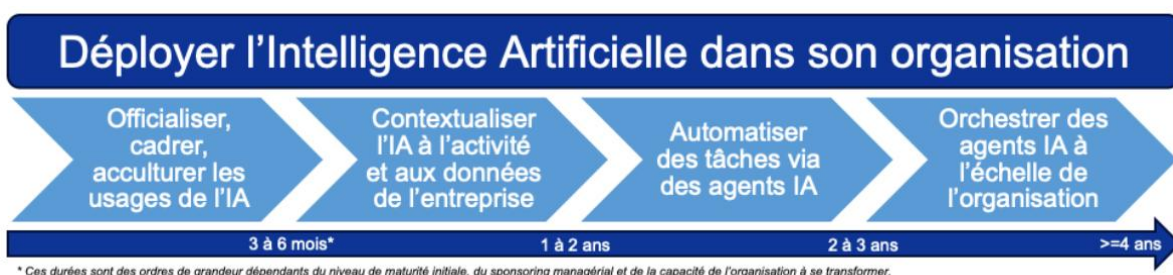 Déployer l’Intelligence Artificielle dans son organisation
Officialiser,
cadrer,
acculturer les
usages de l’IA
Contextualiser
l’IA à l’activité
et aux données
de l’entreprise
Automatiser
des tâches via
des agents IA
Orchestrer des
agents IA à
l’échelle de
l’organisation
3 à 6 mois*
1 à 2 ans
2 à 3 ans
>=4 ans
* Ces durées sont des ordres de grandeur dépendants du niveau de maturité initiale, du sponsoring managérial et de la capacité de l’organisation à se transformer.